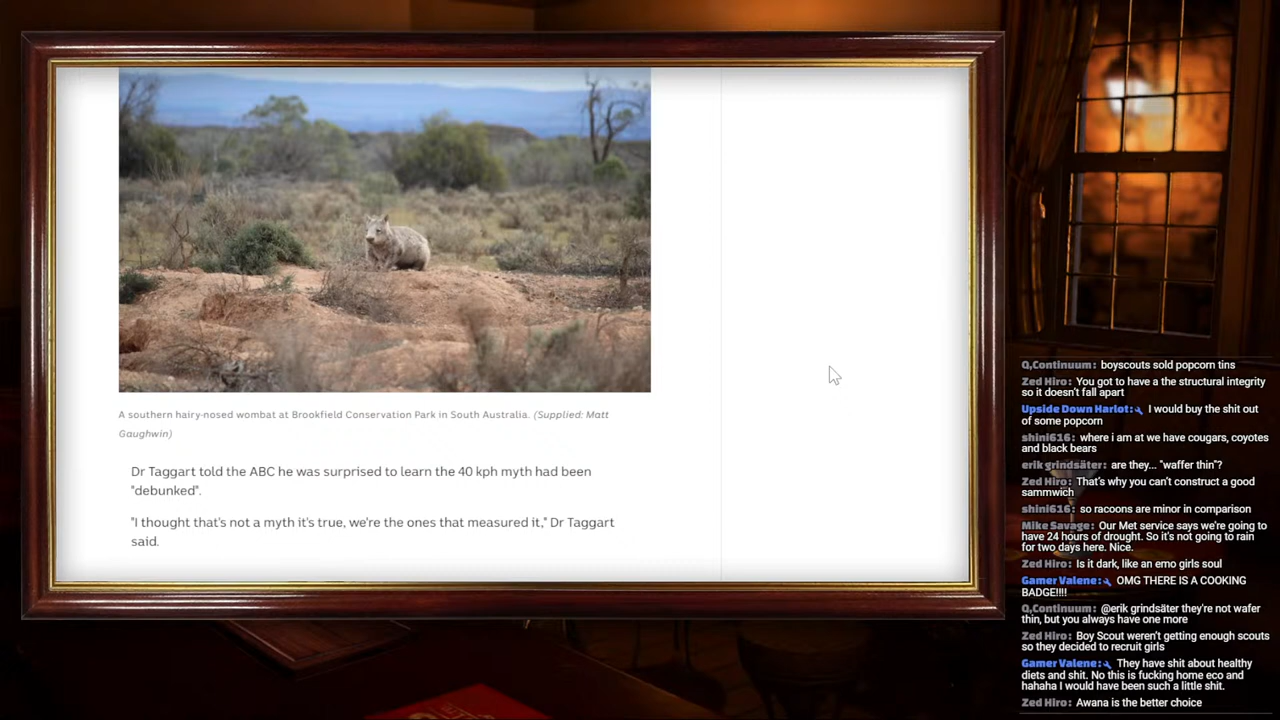 A southern hairy-nosed wombat at Brookfield Conservation Park in South Australia. (Supplied: Matt
Gaughwin)
Dr Taggart told the ABC he was surprised to learn the 40 kph myth had been
"debunked".
"I thought that's not a myth it's true, we're the ones that measured it," Dr Taggart
said.
Q,Continuum: boyscouts sold popcorn tins
Zed Hiro: You got to have a the structural integrity
so it doesn't fall apart
Upside Down Harlot: I would buy the shit out
of some popcorn
shini616: where i am at we have cougars, coyotes
and black bears
erik grindsäter: are they... "waffer thin"?
Zed Hiro: That's why you can't construct a good
sammwich
shini616: so racoons are minor in comparison
Mike Savage: Our Met service says we're going to
have 24 hours of drought. So it's not going to rain
for two days here. Nice.
Zed Hiro: Is it dark, like an emo girls soul
Gamer Valene: OMG THERE IS A COOKING
BADGE!!!!
Q,Continuum: @erik grindsäter they're not wafer
thin, but you always have one more
Zed Hiro: Boy Scout weren't getting enough scouts
so they decided to recruit girls
Gamer Valene: They have shit about healthy
diets and shit. No this is fucking home eco and
hahaha I would have been such a little shit.
Zed Hiro: Awana is the better choice